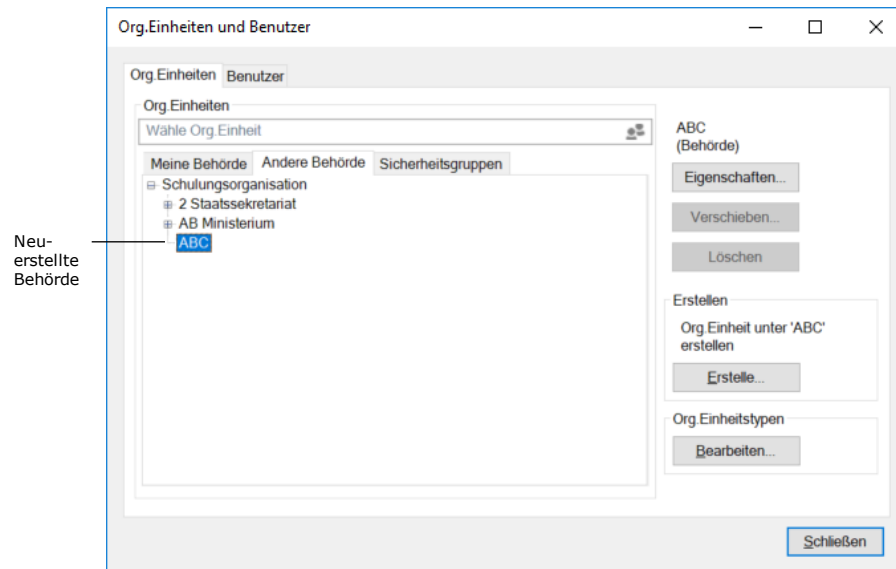 Org.Einheiten und Benutzer
Org.Einheiten Benutzer
Org.Einheiten
Wähle Org.Einheit
Meine Behörde Andere Behörde Sicherheitsgruppen
Schulungsorganisation
2 Staatssekretariat
AB Ministerium
ABC
Neu-
erstellte
Behörde
ABC
(Behörde)
Eigenschaften...
Verschieben...
Löschen
Erstellen
Org.Einheit unter 'ABC'
erstellen
Erstelle...
Org.Einheitstypen
Bearbeiten...
Schließen